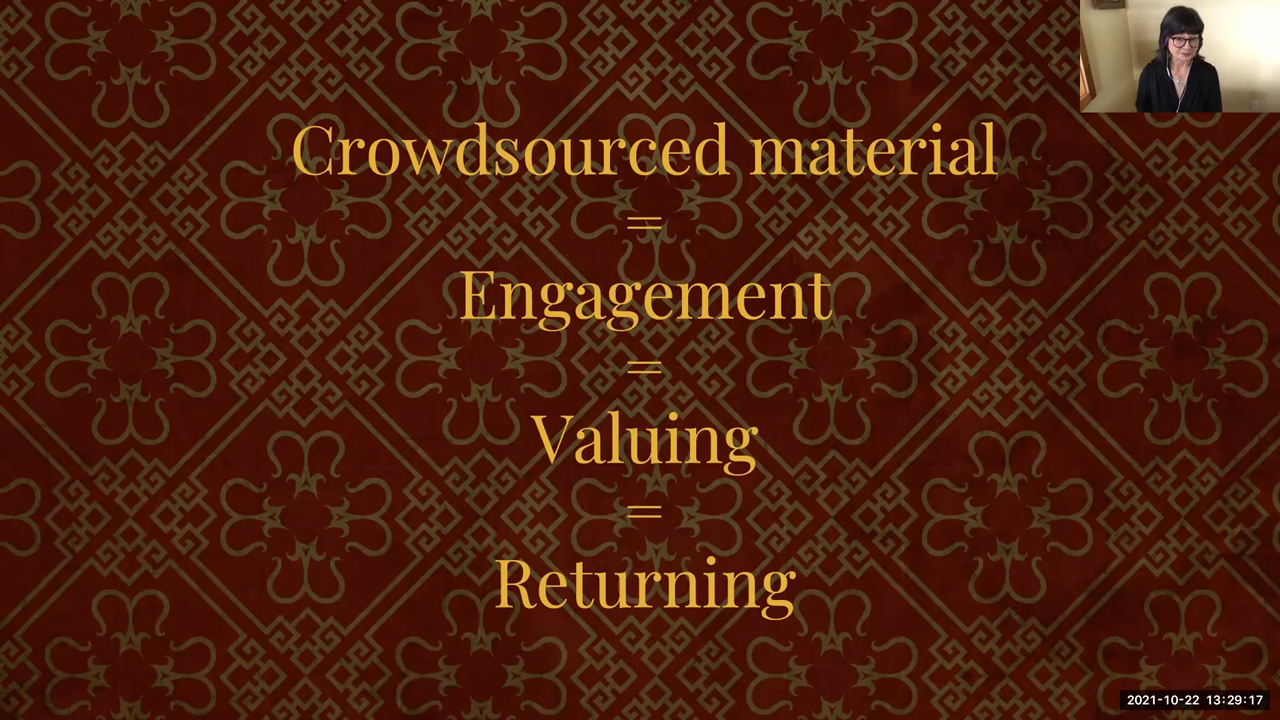 Crowdsourced material
=
Engagement
=
Valuing
=
Returning
2021-10-22 13:29:17